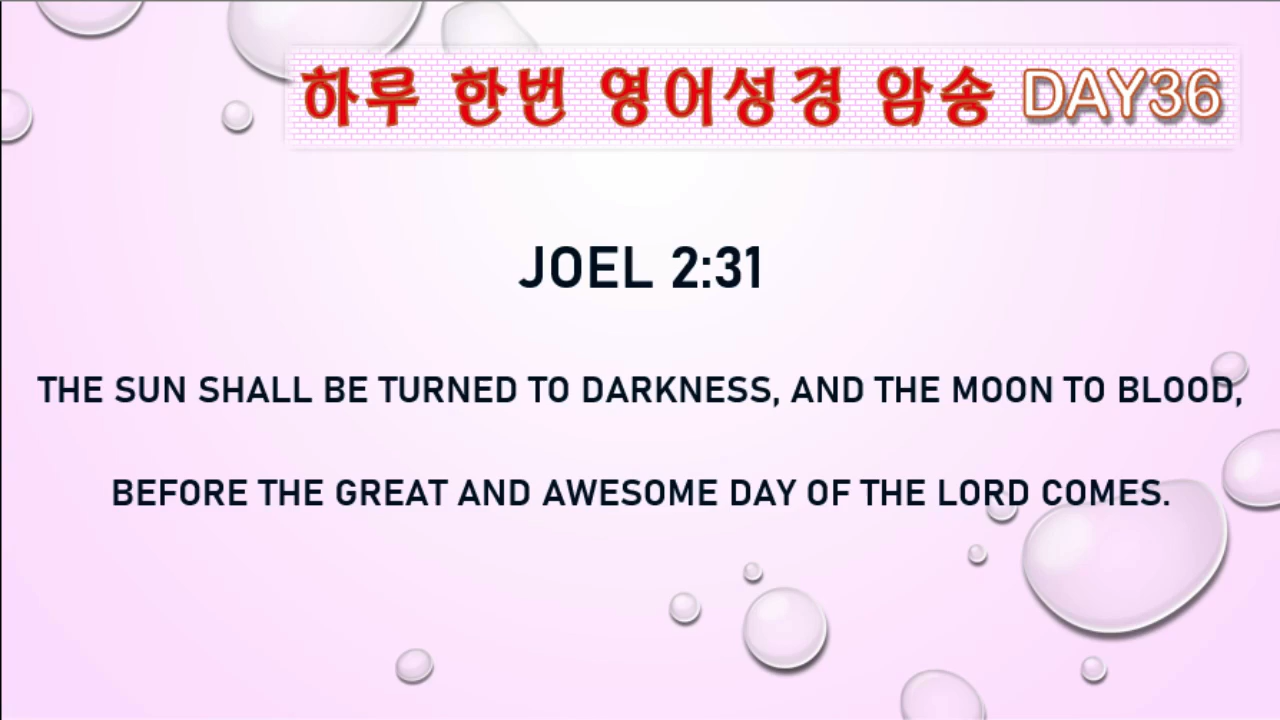 하루 한번 영어성경 암송 DAY36
JOEL 2:31
THE SUN SHALL BE TURNED TO DARKNESS, AND THE MOON TO BLOOD,
BEFORE THE GREAT AND AWESOME DAY OF THE LORD COMES.